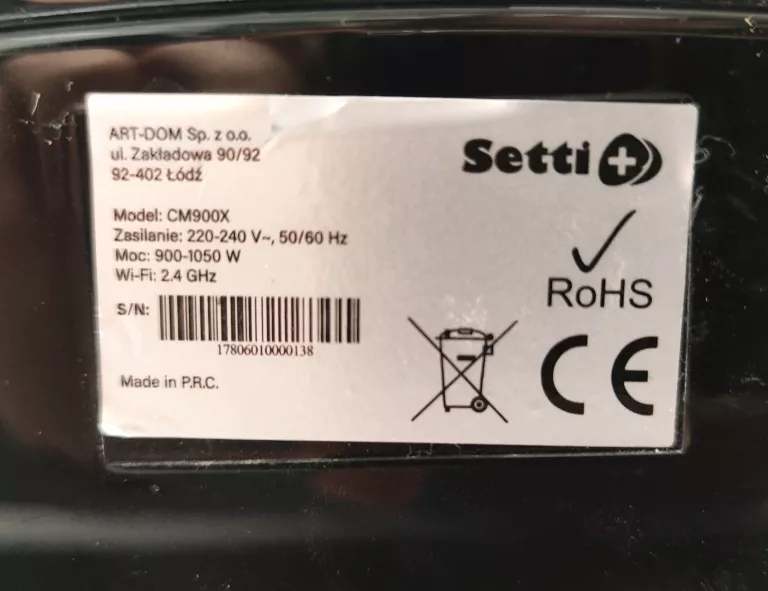 ART-DOM Sp. z o.o.
ul. Zakładowa 90/92
92-402 Łódź
Setti+
Model: CM900X
Zasilanie: 220-240 V~, 50/60 Hz
Moc: 900-1050 W
Wi-Fi: 2.4 GHz
RoHS
S/N:
17806010000138
CE
Made in P.R.C.